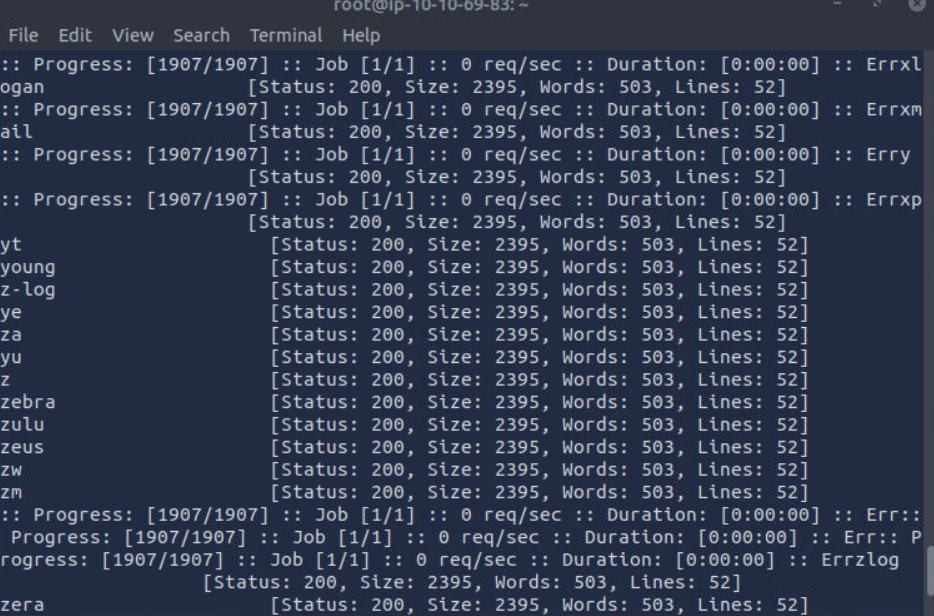 root@ip-10-10-69-83: ~
File Edit View Search Terminal Help
:: Progress: [1907/1907] :: Job [1/1] :: 0 req/sec :: Duration: [0:00:00] :: Errxl
ogan [Status: 200, Size: 2395, Words: 503, Lines: 52]
:: Progress: [1907/1907] :: Job [1/1] :: 0 req/sec :: Duration: [0:00:00] :: Errxm
ail [Status: 200, Size: 2395, Words: 503, Lines: 52]
:: Progress: [1907/1907] :: Job [1/1] :: 0 req/sec :: Duration: [0:00:00] :: Erry
[Status: 200, Size: 2395, Words: 503, Lines: 52]
:: Progress: [1907/1907] :: Job [1/1] :: 0 req/sec :: Duration: [0:00:00] :: Errxp
[Status: 200, Size: 2395, Words: 503, Lines: 52]
yt [Status: 200, Size: 2395, Words: 503, Lines: 52]
young [Status: 200, Size: 2395, Words: 503, Lines: 52]
z-log [Status: 200, Size: 2395, Words: 503, Lines: 52]
ye [Status: 200, Size: 2395, Words: 503, Lines: 52]
za [Status: 200, Size: 2395, Words: 503, Lines: 52]
yu [Status: 200, Size: 2395, Words: 503, Lines: 52]
z [Status: 200, Size: 2395, Words: 503, Lines: 52]
zebra [Status: 200, Size: 2395, Words: 503, Lines: 52]
zulu [Status: 200, Size: 2395, Words: 503, Lines: 52]
zeus [Status: 200, Size: 2395, Words: 503, Lines: 52]
zw [Status: 200, Size: 2395, Words: 503, Lines: 52]
zm [Status: 200, Size: 2395, Words: 503, Lines: 52]
:: Progress: [1907/1907] :: Job [1/1] :: 0 req/sec :: Duration: [0:00:00] :: Err::
Progress: [1907/1907] :: Job [1/1] :: 0 req/sec :: Duration: [0:00:00] :: Err:: P
rogress: [1907/1907] :: Job [1/1] :: 0 req/sec :: Duration: [0:00:00] :: Errzlog
[Status: 200, Size: 2395, Words: 503, Lines: 52]
zera [Status: 200, Size: 2395, Words: 503, Lines: 52]